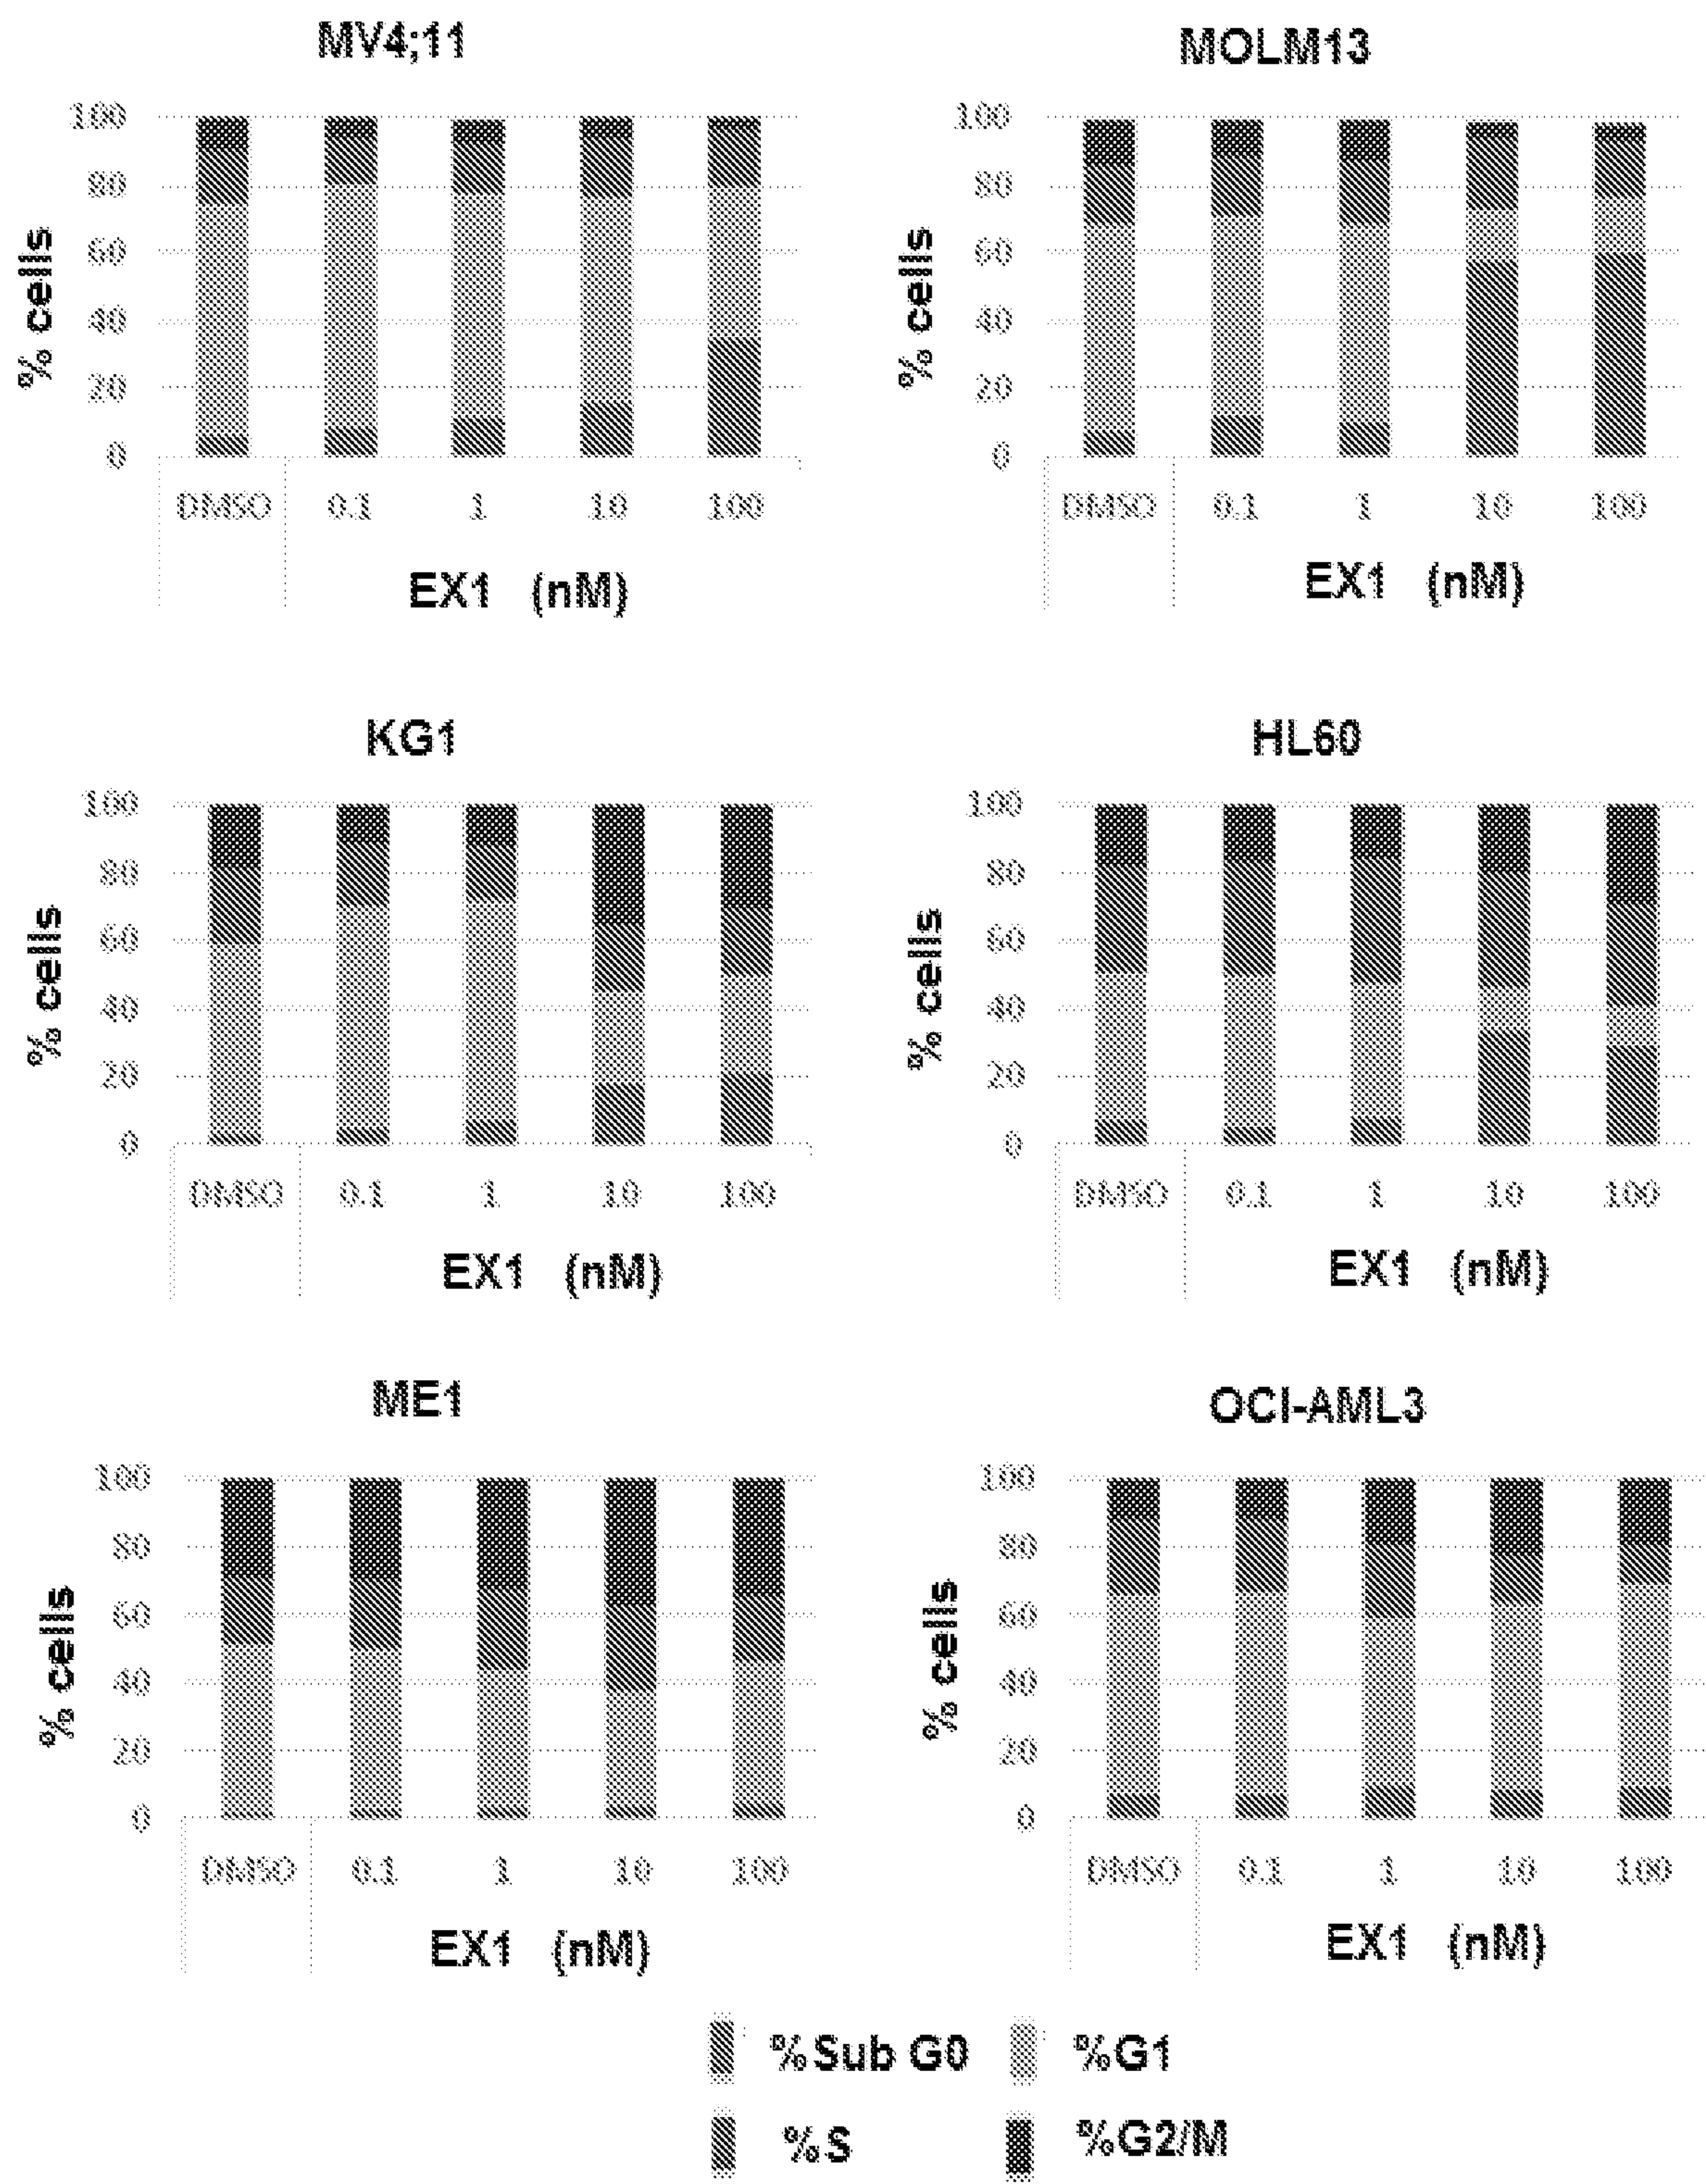 MV4;11
100
80
60
40
20
0
% cells
DMSO 0.1 1 10 100
EX1 (nM)
MOLM13
100
80
60
40
20
0
% cells
DMSO 0.1 1 10 100
EX1 (nM)
KG1
100
80
60
40
20
0
% cells
DMSO 0.1 1 10 100
EX1 (nM)
HL60
100
80
60
40
20
0
% cells
DMSO 0.1 1 10 100
EX1 (nM)
ME1
100
80
60
40
20
0
% cells
DMSO 0.1 1 10 100
EX1 (nM)
OCI-AML3
100
80
60
40
20
0
% cells
DMSO 0.1 1 10 100
EX1 (nM)
%Sub G0 %G1
%S %G2/M